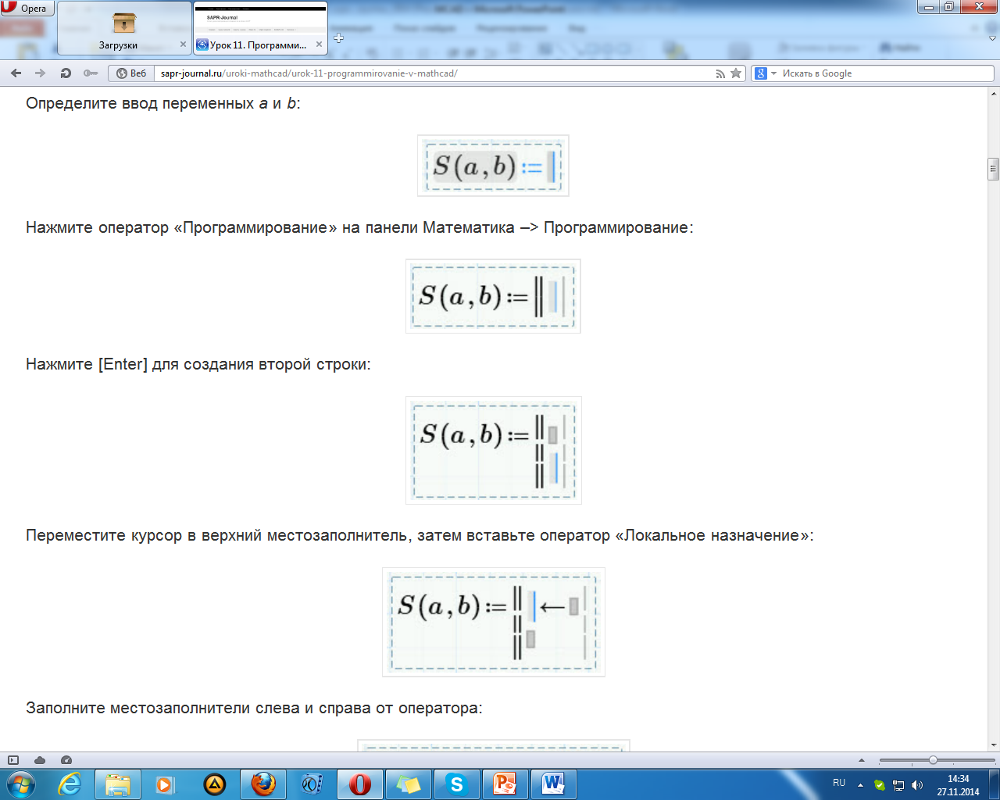 Opera
Загрузки
SAPR-Journal
Урок 11. Программи...
Веб
sapr-journal.ru/uroki-mathcad/urok-11-programmirovanie-v-mathcad/
Искать в Google
Определите ввод переменных a и b:
S(a,b):=
Нажмите оператор «Программирование» на панели Математика –> Программирование:
S(a,b):=
Нажмите [Enter] для создания второй строки:
S(a,b):=
Переместите курсор в верхний местозаполнитель, затем вставьте оператор «Локальное назначение»:
S(a,b):= ←
Заполните местозаполнители слева и справа от оператора:
RU
14:34
27.11.2014